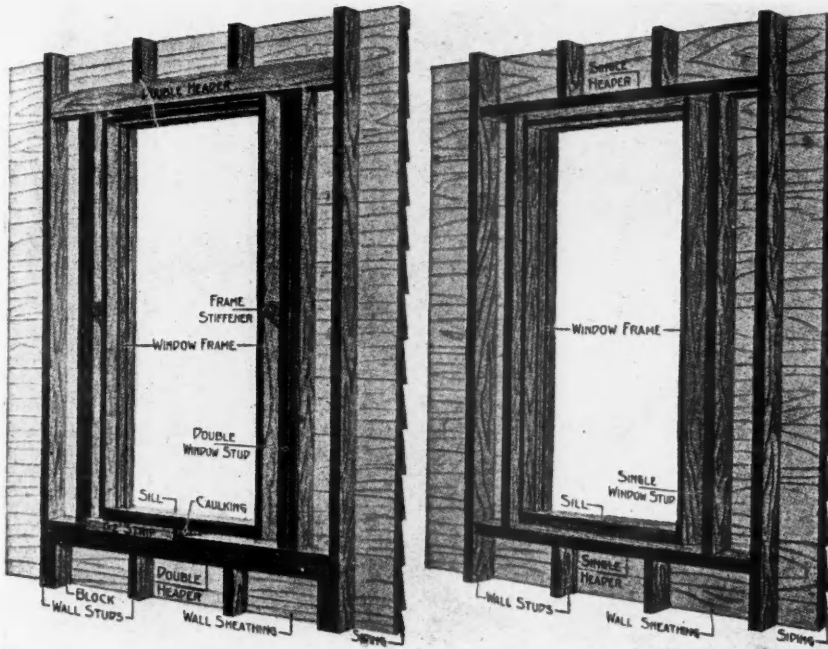 DOUBLE HEADER
FRAME
STIFFENER
WINDOW FRAME
DOUBLE
WINDOW STUD
SILL
CAULKING
STRIP
DOUBLE
HEADER
BLOCK
WALL STUDS
WALL SHEATHING
SIDING
SINGLE
HEADER
WINDOW FRAME
SINGLE
WINDOW STUD
SILL
SINGLE
HEADER
WALL STUDS
WALL SHEATHING
SIDING